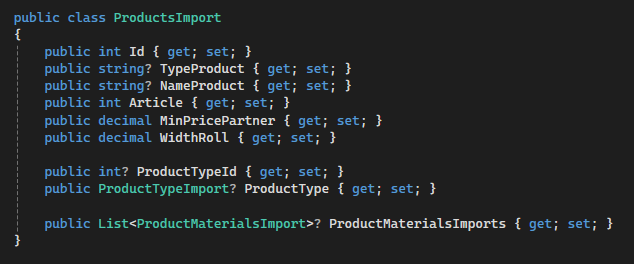 public class ProductsImport
{
public int Id { get; set; }
public string? TypeProduct { get; set; }
public string? NameProduct { get; set; }
public int Article { get; set; }
public decimal MinPricePartner { get; set; }
public decimal WidthRoll { get; set; }
public int? ProductTypeId { get; set; }
public ProductTypeImport? ProductType { get; set; }
public List<ProductMaterialsImport>? ProductMaterialsImports { get; set; }
}